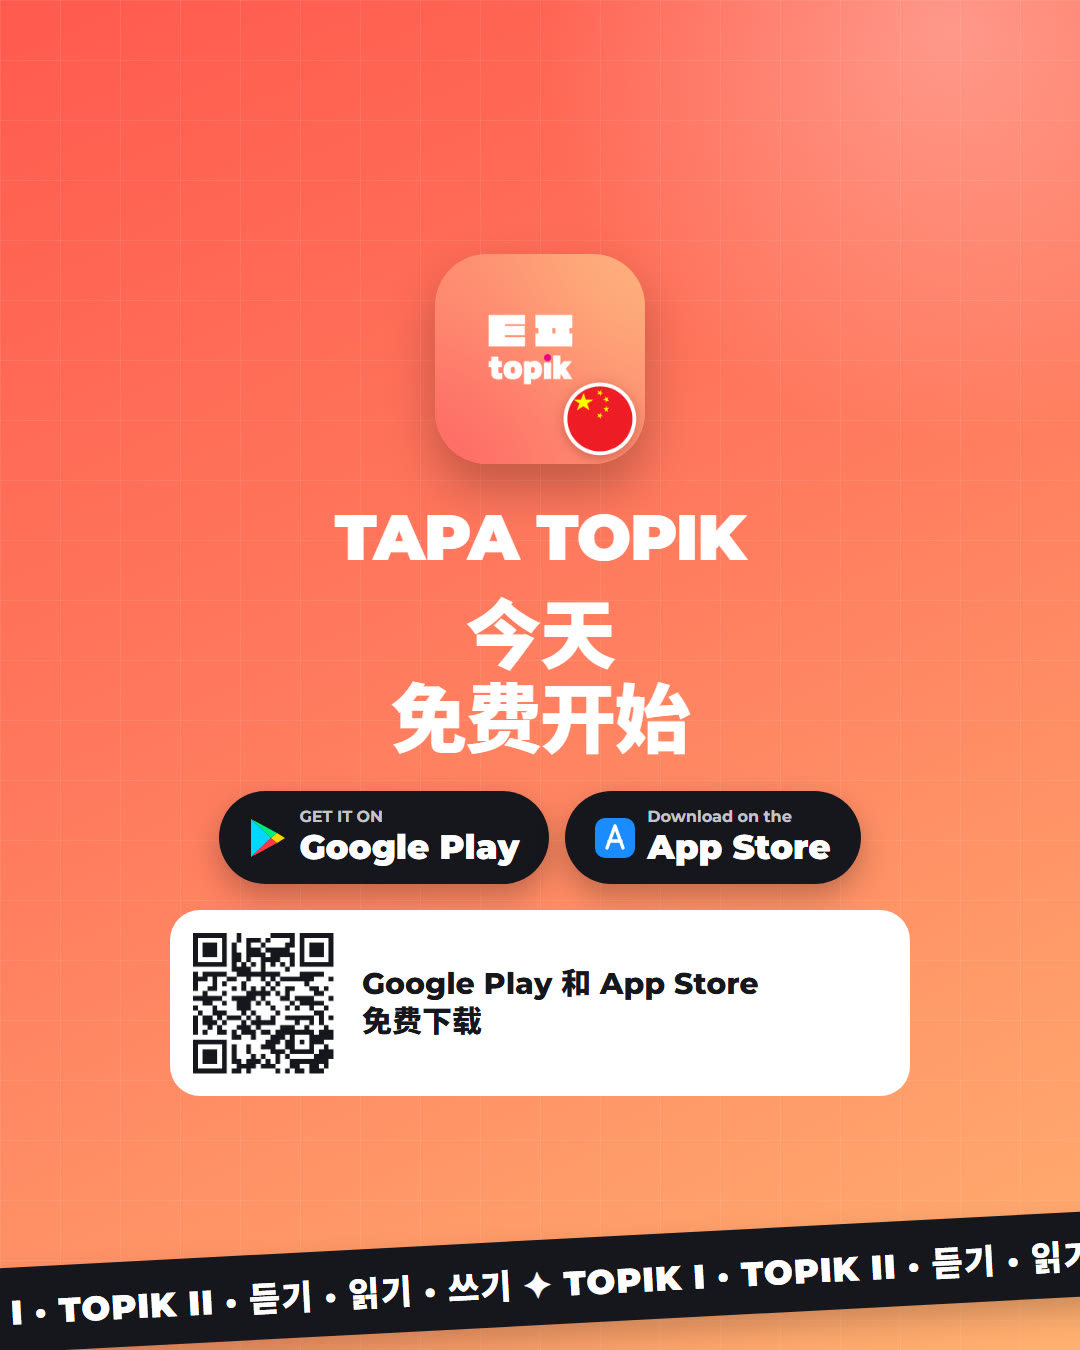 토픽
topik
TAPA TOPIK
今天
免费开始
GET IT ON
Google Play
Download on the
App Store
Google Play 和 App Store
免费下载
I • TOPIK II • 듣기 • 읽기 • 쓰기 ✦ TOPIK I • TOPIK II • 듣기 • 읽기